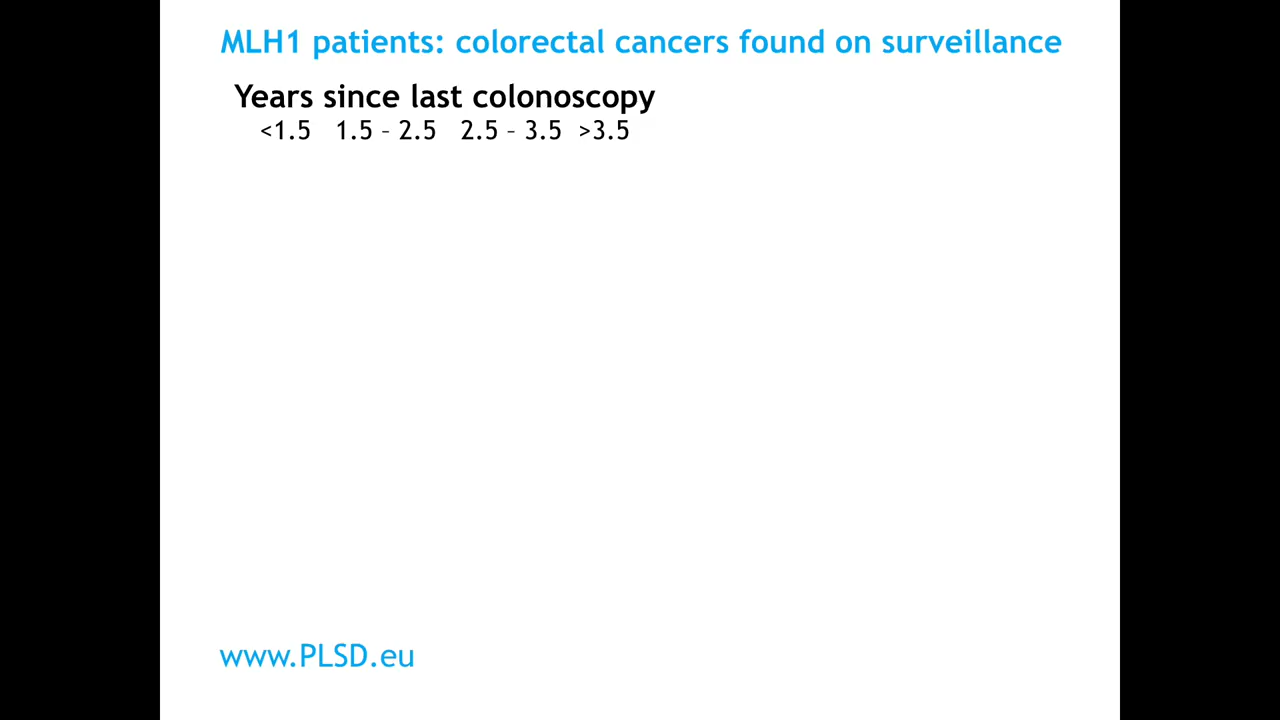 MLH1 patients: colorectal cancers found on surveillance
Years since last colonoscopy
<1.5 1.5 – 2.5 2.5 – 3.5 >3.5
www.PLSD.eu